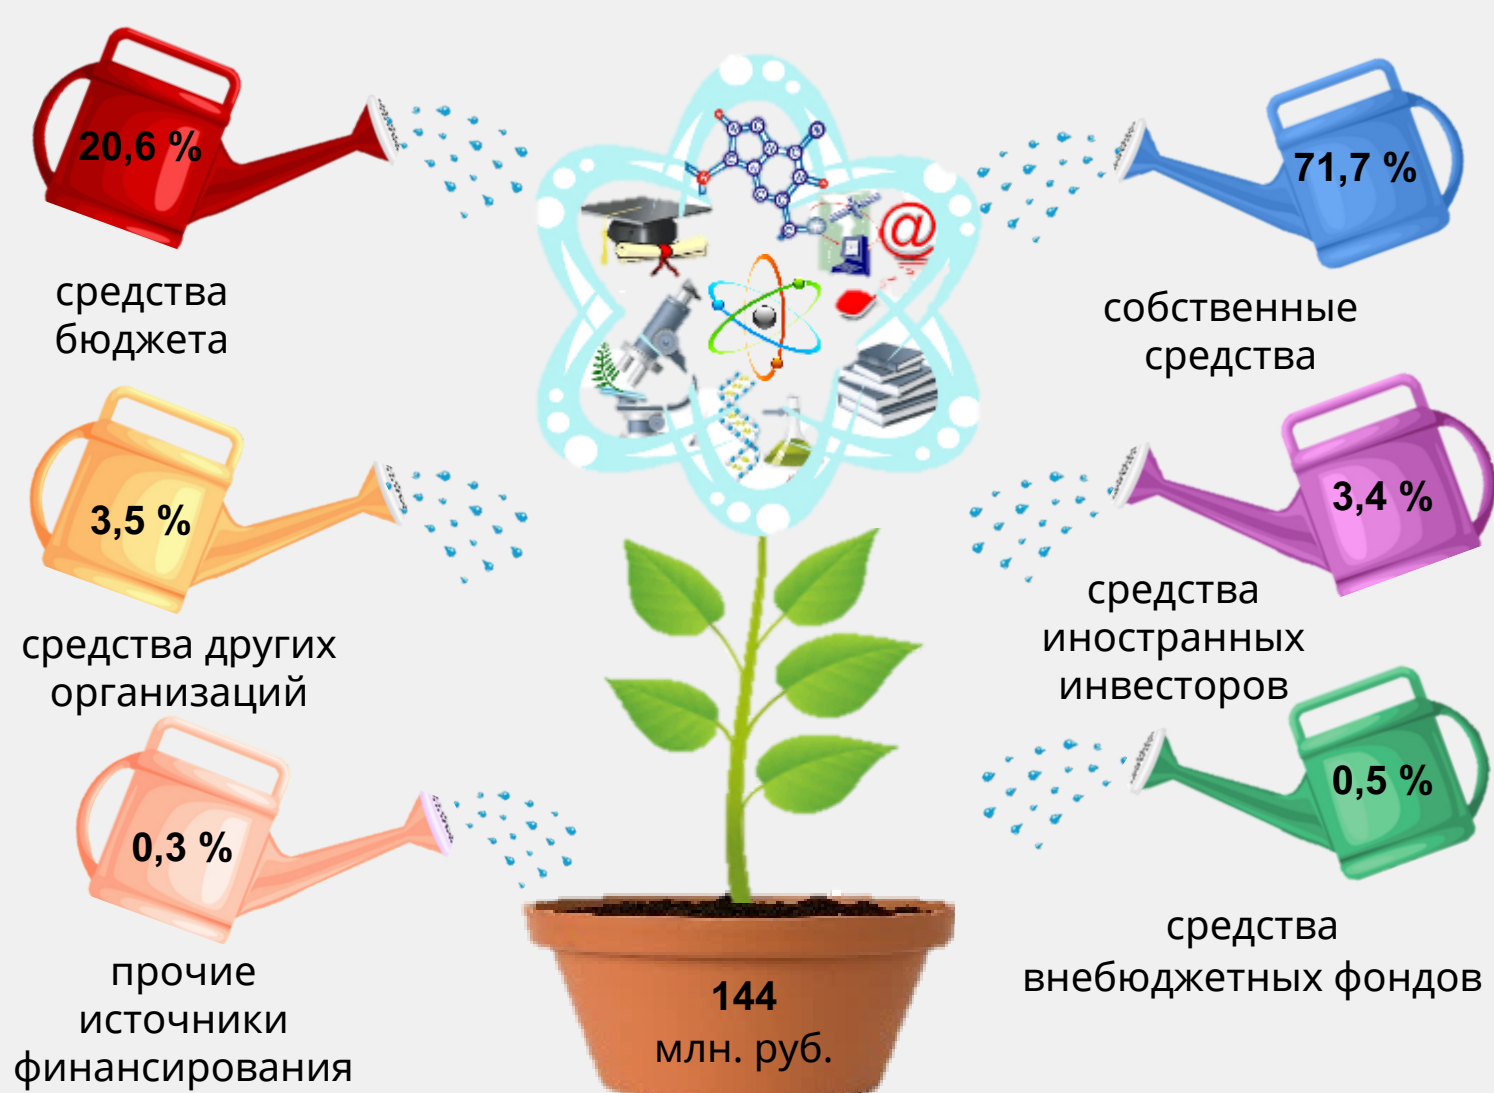 20,6 %
средства
бюджета
71,7 %
собственные
средства
3,5 %
средства других
организаций
3,4 %
средства
иностранных
инвесторов
0,3 %
прочие
источники
финансирования
0,5 %
средства
внебюджетных фондов
@
144
млн. руб.